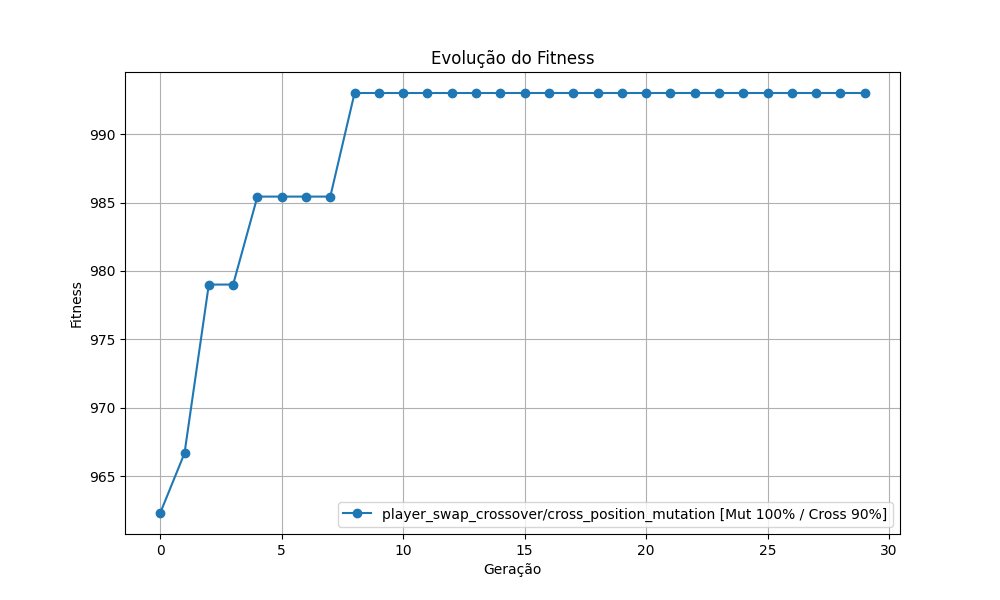 Evolução do Fitness
Fitness
990
985
980
975
970
965
player_swap_crossover/cross_position_mutation [Mut 100% / Cross 90%]
0 5 10 15 20 25 30
Geração